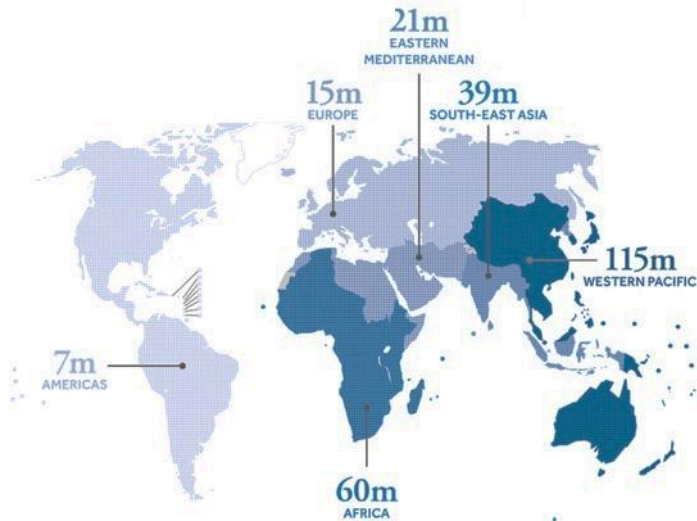 21m
EASTERN
MEDITERRANEAN
15m
EUROPE
39m
SOUTH-EAST ASIA
115m
WESTERN PACIFIC
7m
AMERICAS
60m
AFRICA